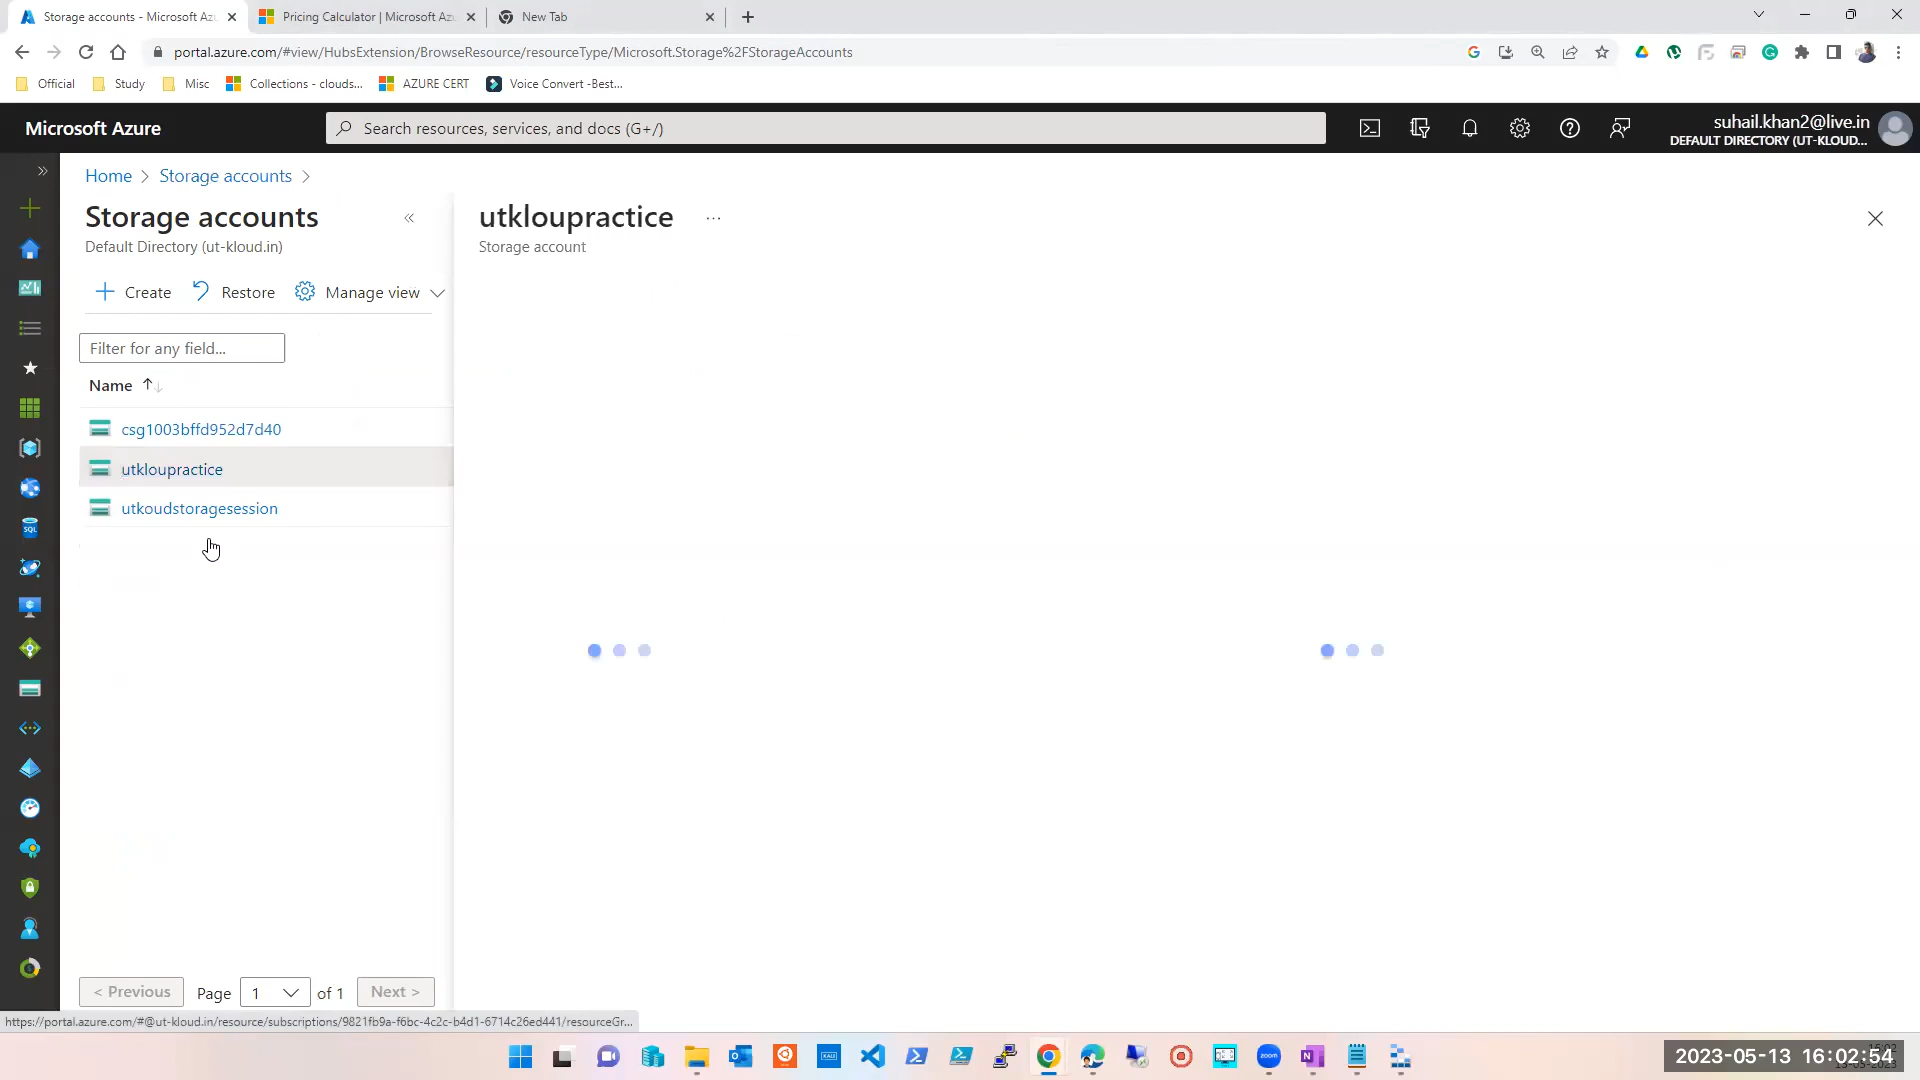 Storage accounts - Microsoft Azu
Pricing Calculator | Microsoft Azu
New Tab
portal.azure.com/#view/HubsExtension/BrowseResource/resourceType/Microsoft.Storage%2FStorageAccounts
Official
Study
Misc
Collections - clouds...
AZURE CERT
Voice Convert -Best...
Microsoft Azure
Search resources, services, and docs (G+/)
suhail.khan2@live.in
DEFAULT DIRECTORY (UT-KLOUD...
Home > Storage accounts >
Storage accounts
Default Directory (ut-kloud.in)
Create
Restore
Manage view
Filter for any field...
Name
csg1003bffd952d7d40
utkloupractice
utkoudstoragesession
< Previous
Page
1
of 1
Next >
utkloupractice
...
Storage account
https://portal.azure.com/#@ut-kloud.in/resource/subscriptions/9821fb9a-f6bc-4c2c-b4d1-6714c26ed441/resourceGr...
SQL
zoom
2023-05-13 16:02:54